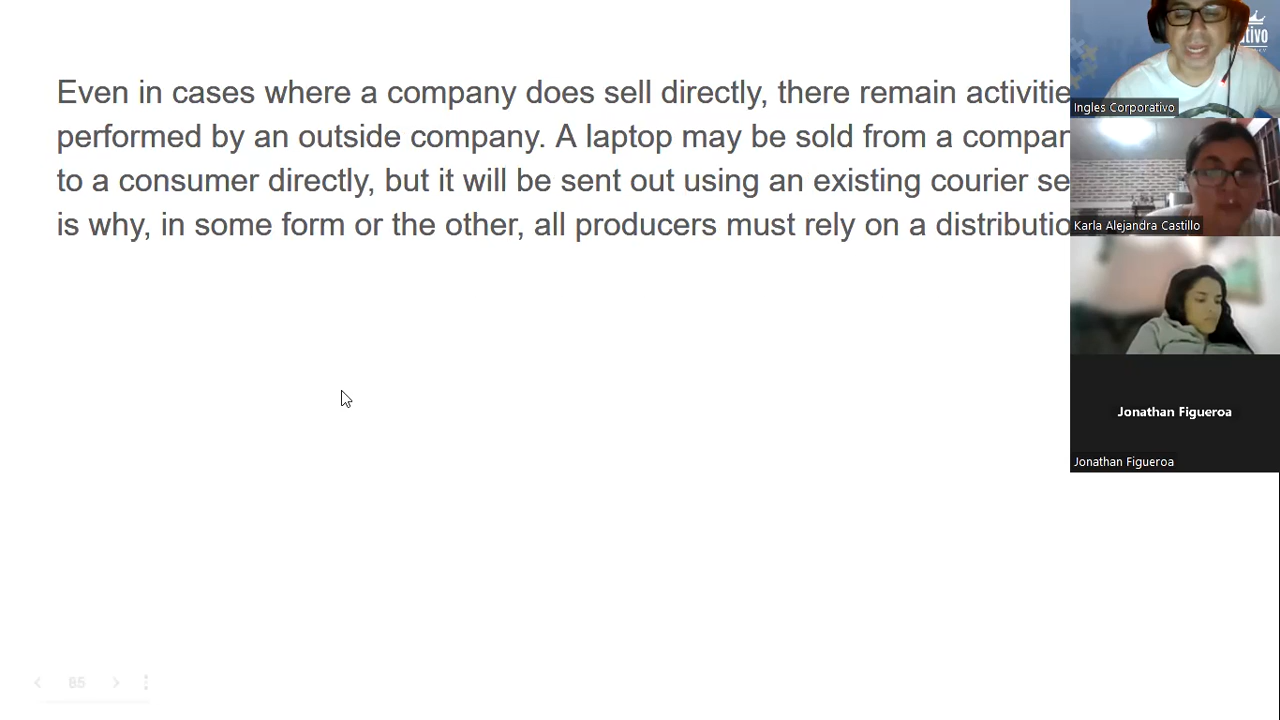 Even in cases where a company does sell directly, there remain activitie
performed by an outside company. A laptop may be sold from a compan
to a consumer directly, but it will be sent out using an existing courier se
is why, in some form or the other, all producers must rely on a distributio
85
tivo
Ingles Corporativo
Karla Alejandra Castillo
Jonathan Figueroa
Jonathan Figueroa